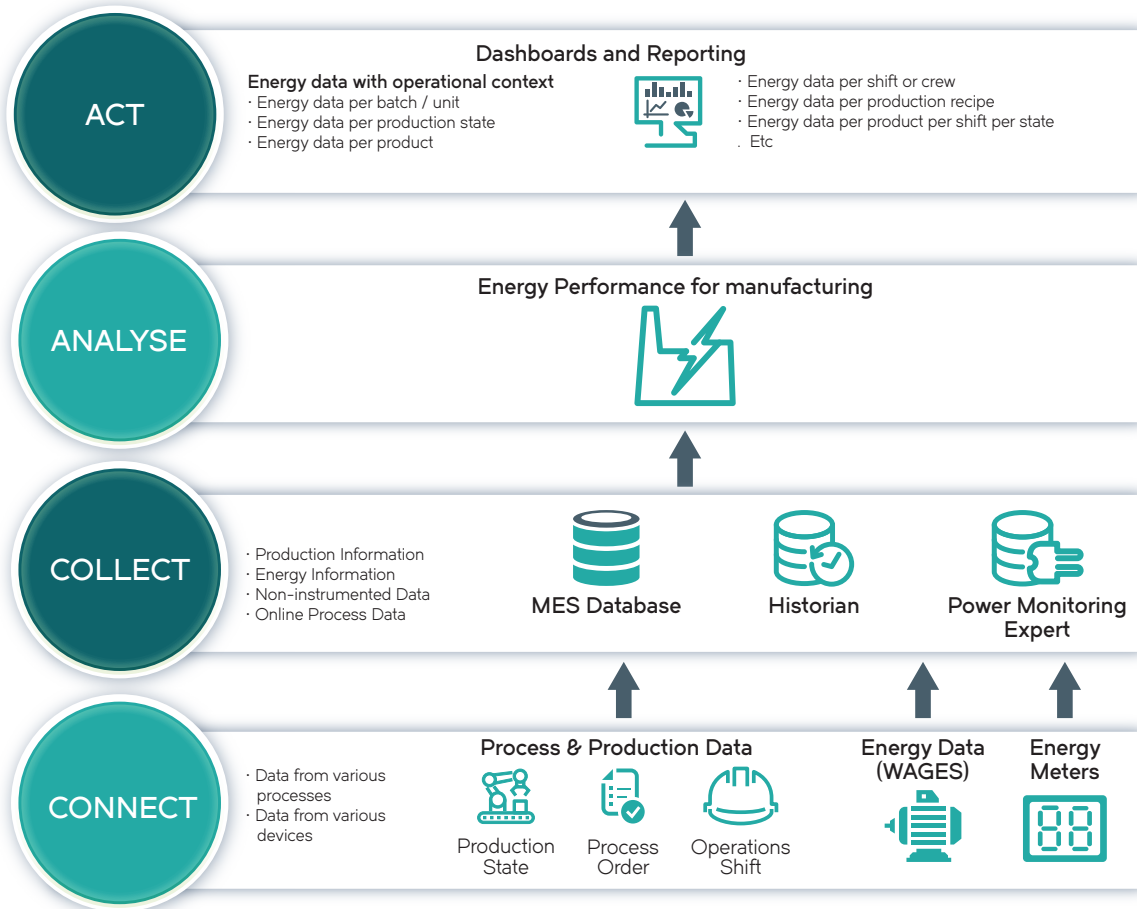 ACT
Dashboards and Reporting
Energy data with operational context
· Energy data per batch / unit
· Energy data per production state
· Energy data per product
· Energy data per shift or crew
· Energy data per production recipe
· Energy data per product per shift per state
. Etc
ANALYSE
Energy Performance for manufacturing
COLLECT
· Production Information
· Energy Information
· Non-instrumented Data
· Online Process Data
MES Database
Historian
Power Monitoring
Expert
CONNECT
· Data from various
processes
· Data from various
devices
Process & Production Data
Production
State
Process
Order
Operations
Shift
Energy Data
(WAGES)
Energy
Meters
88